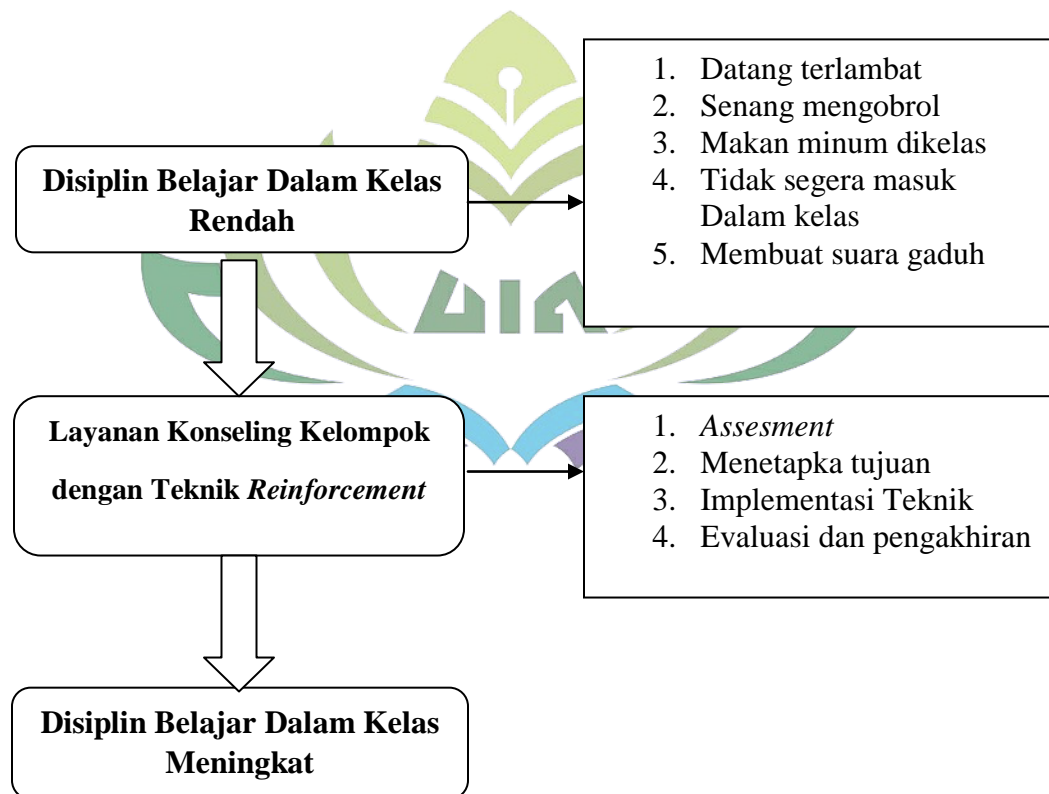 Disiplin Belajar Dalam Kelas
Rendah
1. Datang terlambat
2. Senang mengobrol
3. Makan minum dikelas
4. Tidak segera masuk
Dalam kelas
5. Membuat suara gaduh
UIN
Layanan Konseling Kelompok
dengan Teknik Reinforcement
1. Assesment
2. Menetapka tujuan
3. Implementasi Teknik
4. Evaluasi dan pengakhiran
Disiplin Belajar Dalam Kelas
Meningkat